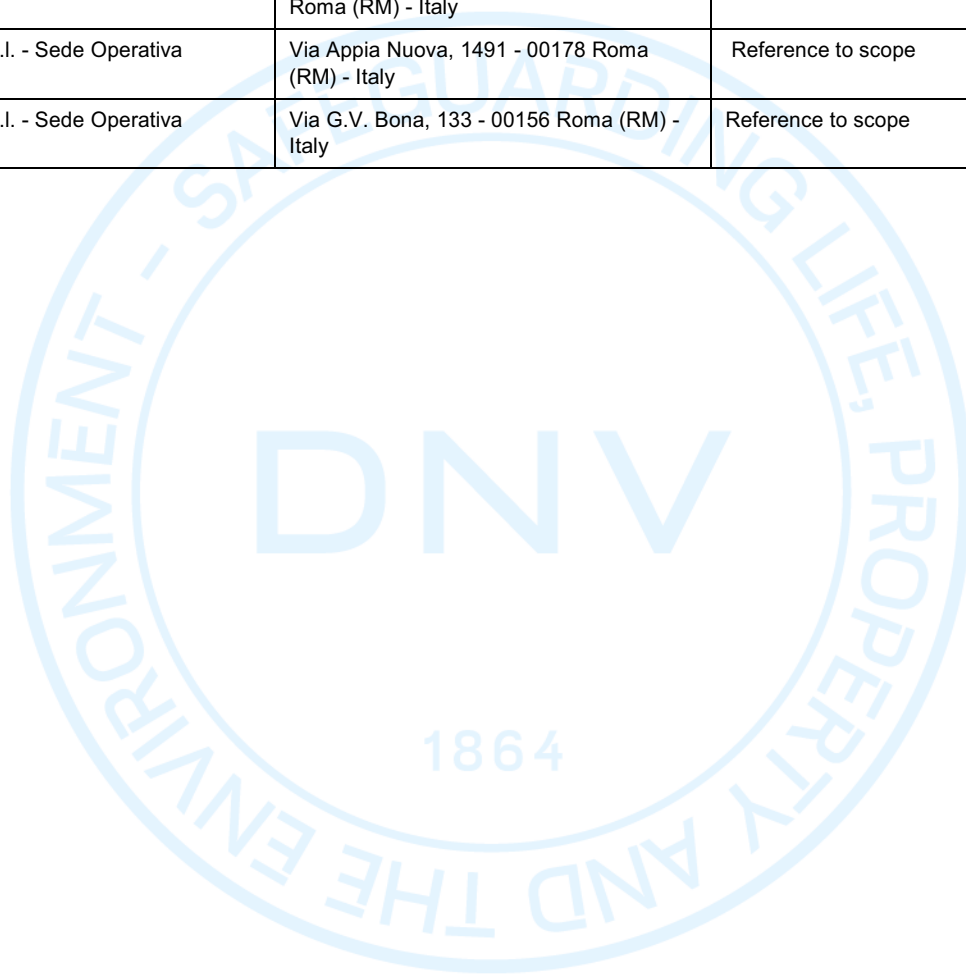 Roma (RM) - Italy
.l. - Sede Operativa
Via Appia Nuova, 1491 - 00178 Roma
(RM) - Italy
Reference to scope
.l. - Sede Operativa
Via G.V. Bona, 133 - 00156 Roma (RM) -
Italy
Reference to scope
SAFEGUARDING LIFE, PROPERTY AND THE ENVIRONMENT -
DNV
1864